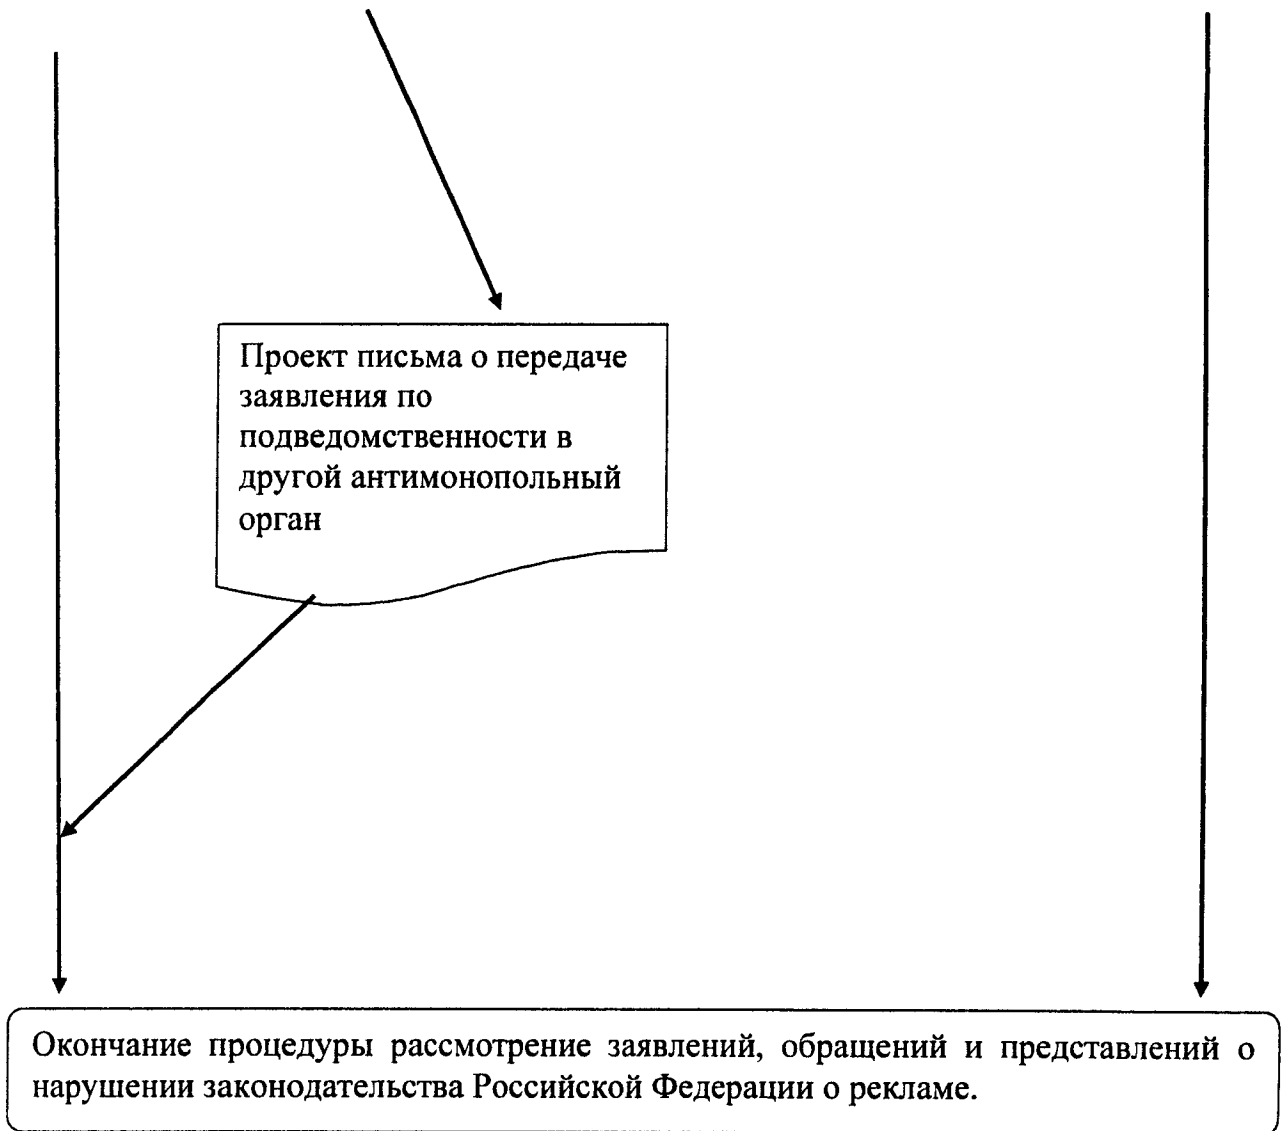 Проект письма о передаче
заявления по
подведомственности в
другой антимонопольный
орган
Окончание процедуры рассмотрение заявлений, обращений и представлений о
нарушении законодательства Российской Федерации о рекламе.